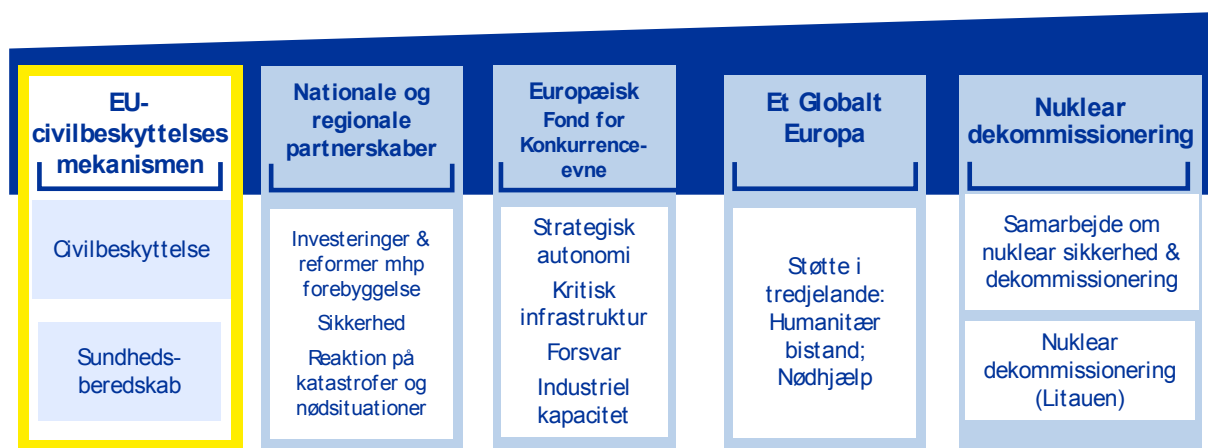 EU-
civilbeskyttelses
mekanismen
Civilbeskyttelse
Sundheds-
beredskab
Nationale og
regionale
partnerskaber
Investeringer &
reformer mhp
forebyggelse
Sikkerhed
Reaktion på
katastrofer og
nødsituationer
Europæisk
Fond for
Konkurrence-
evne
Strategisk
autonomi
Kritisk
infrastruktur
Forsvar
Industriel
kapacitet
Et Globalt
Europa
Støtte i
tredjelande:
Humanitær
bistand;
Nødhjælp
Nuklear
dekommissionering
Samarbejde om
nuklear sikkerhed &
dekommissionering
Nuklear
dekommissionering
(Litauen)